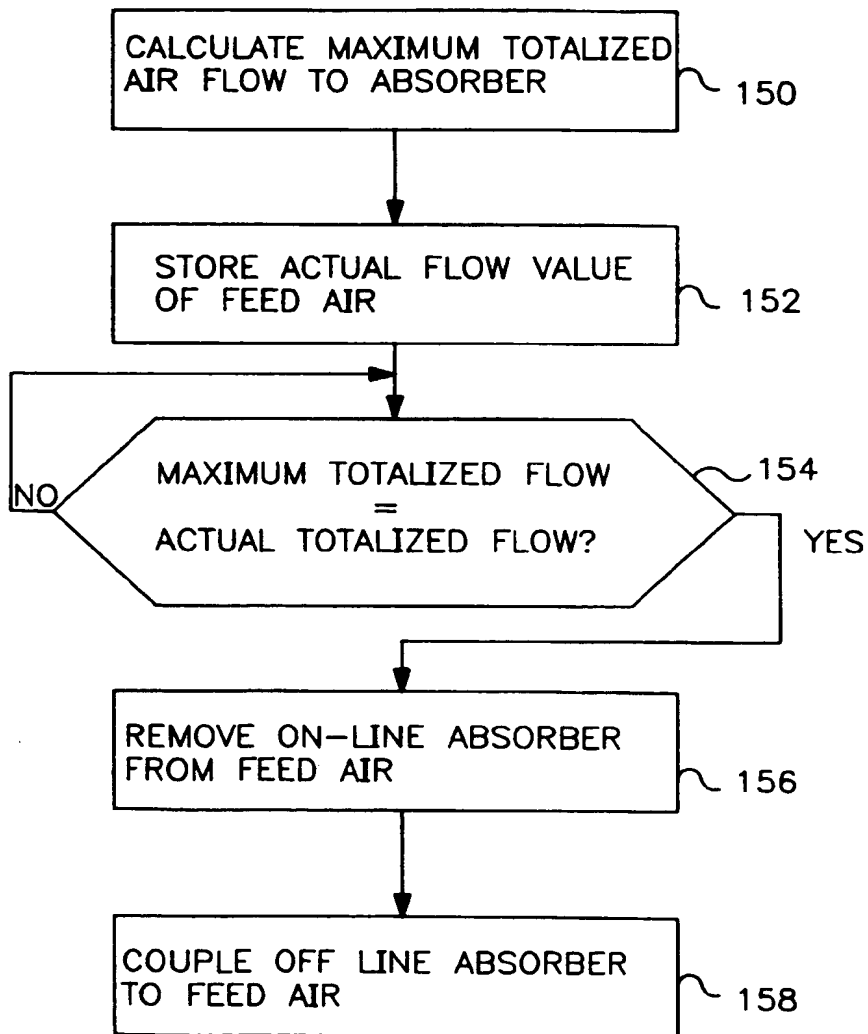 CALCULATE MAXIMUM TOTALIZED
AIR FLOW TO ABSORBER
150
STORE ACTUAL FLOW VALUE
OF FEED AIR
152
MAXIMUM TOTALIZED FLOW
=
ACTUAL TOTALIZED FLOW?
154
NO
YES
REMOVE ON-LINE ABSORBER
FROM FEED AIR
156
COUPLE OFF LINE ABSORBER
TO FEED AIR
158